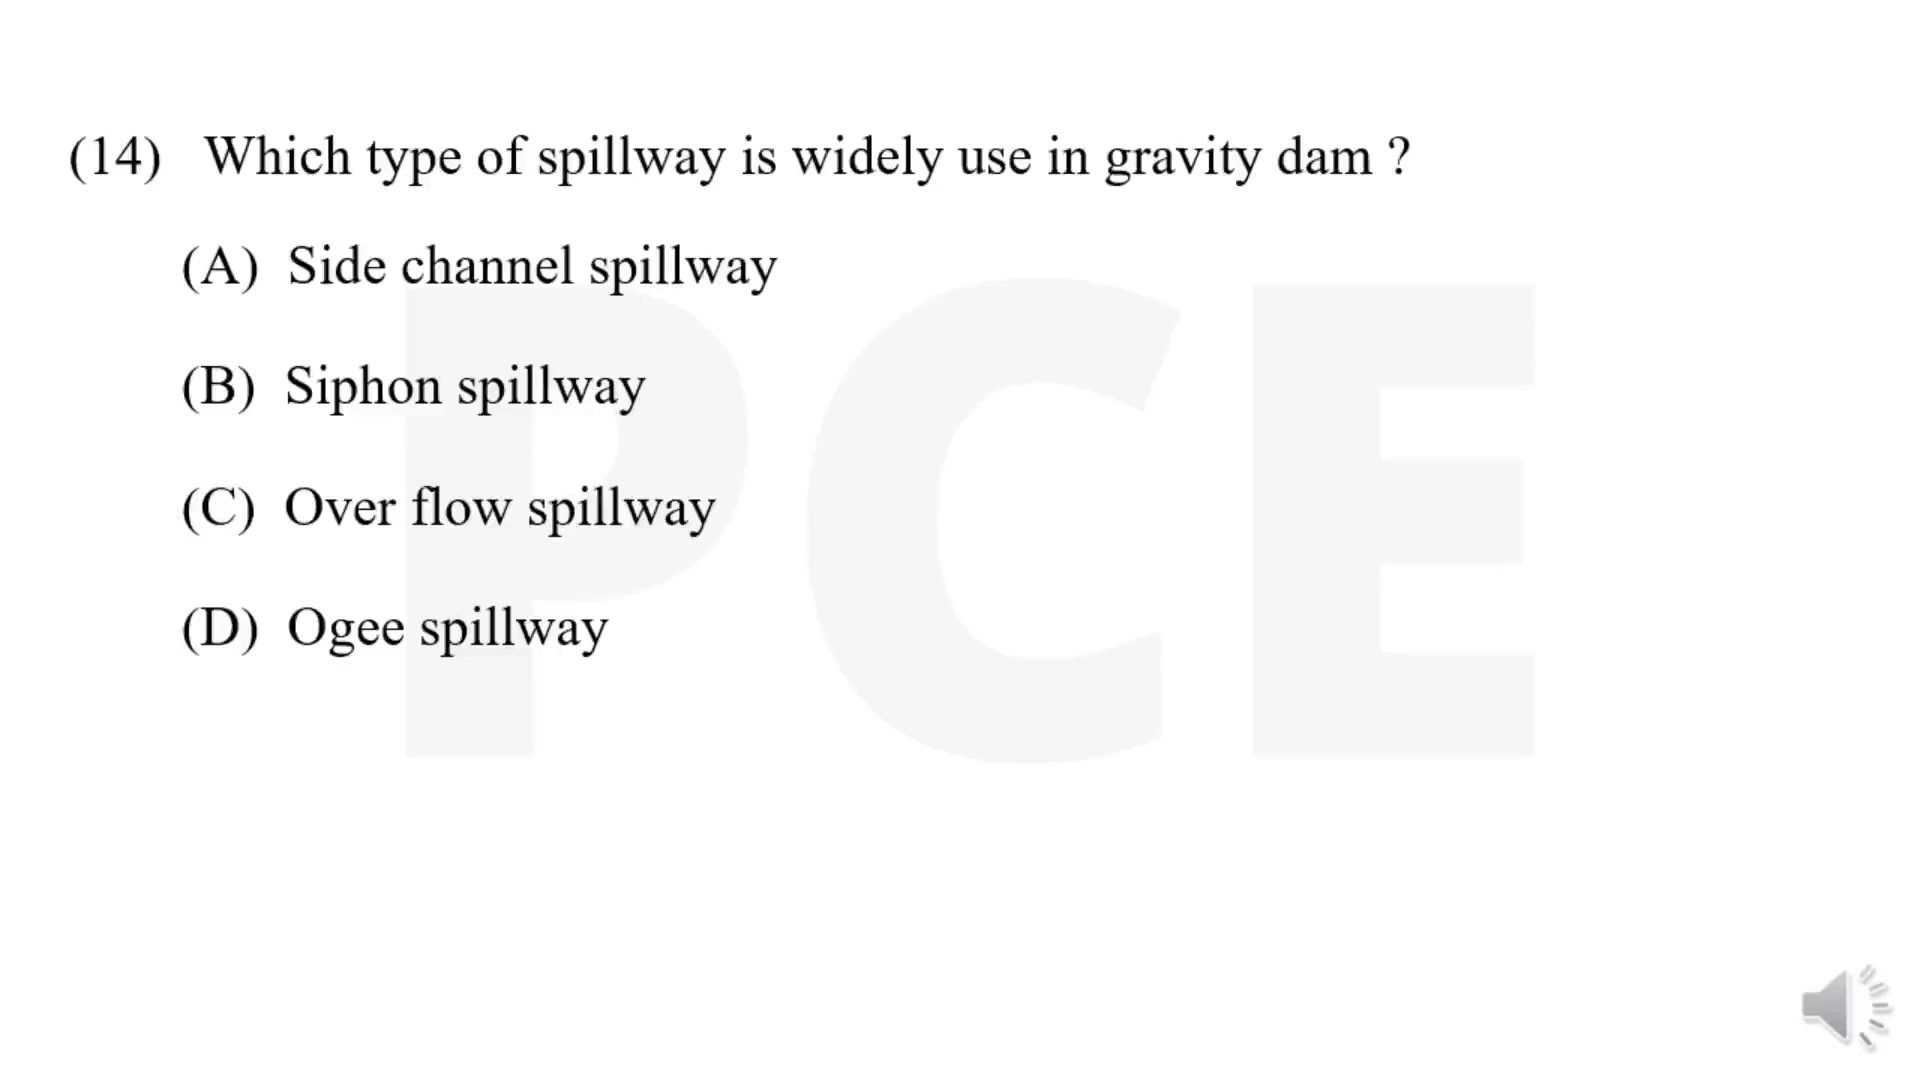 (14) Which type of spillway is widely use in gravity dam ?
(A) Side channel spillway
(B) Siphon spillway
(C) Over flow spillway
(D) Ogee spillway
PCE